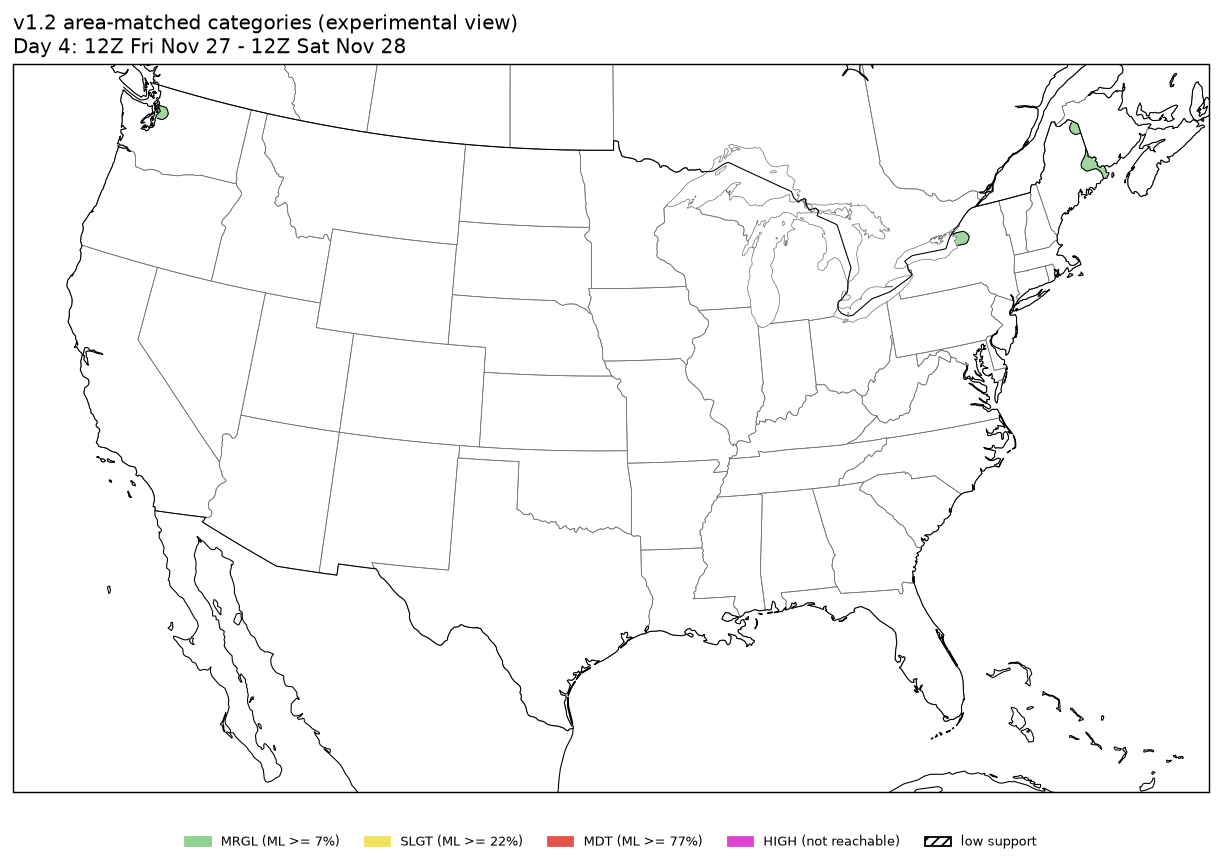 v1.2 area-matched categories (experimental view)
Day 4: 12Z Fri Nov 27 - 12Z Sat Nov 28
MRGL (ML >= 7%)
SLGT (ML >= 22%)
MDT (ML >= 77%)
HIGH (not reachable)
low support